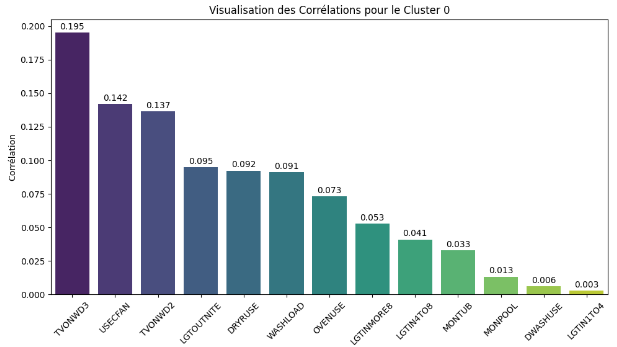 Visualisation des Corrélations pour le Cluster 0
Corrélation
0.200
0.175
0.150
0.125
0.100
0.075
0.050
0.025
0.000
0.195
0.142
0.137
0.095
0.092
0.091
0.073
0.053
0.041
0.033
0.013
0.006
0.003
TVONWD3
USECFAN
TVONWD2
LGTOUTNITE
DRYRUSE
WASHLOAD
OVENUSE
LGTINMORE8
LGTIN4TO8
MONTUB
MONPOOL
DWASHUSE
LGTIN1TO4